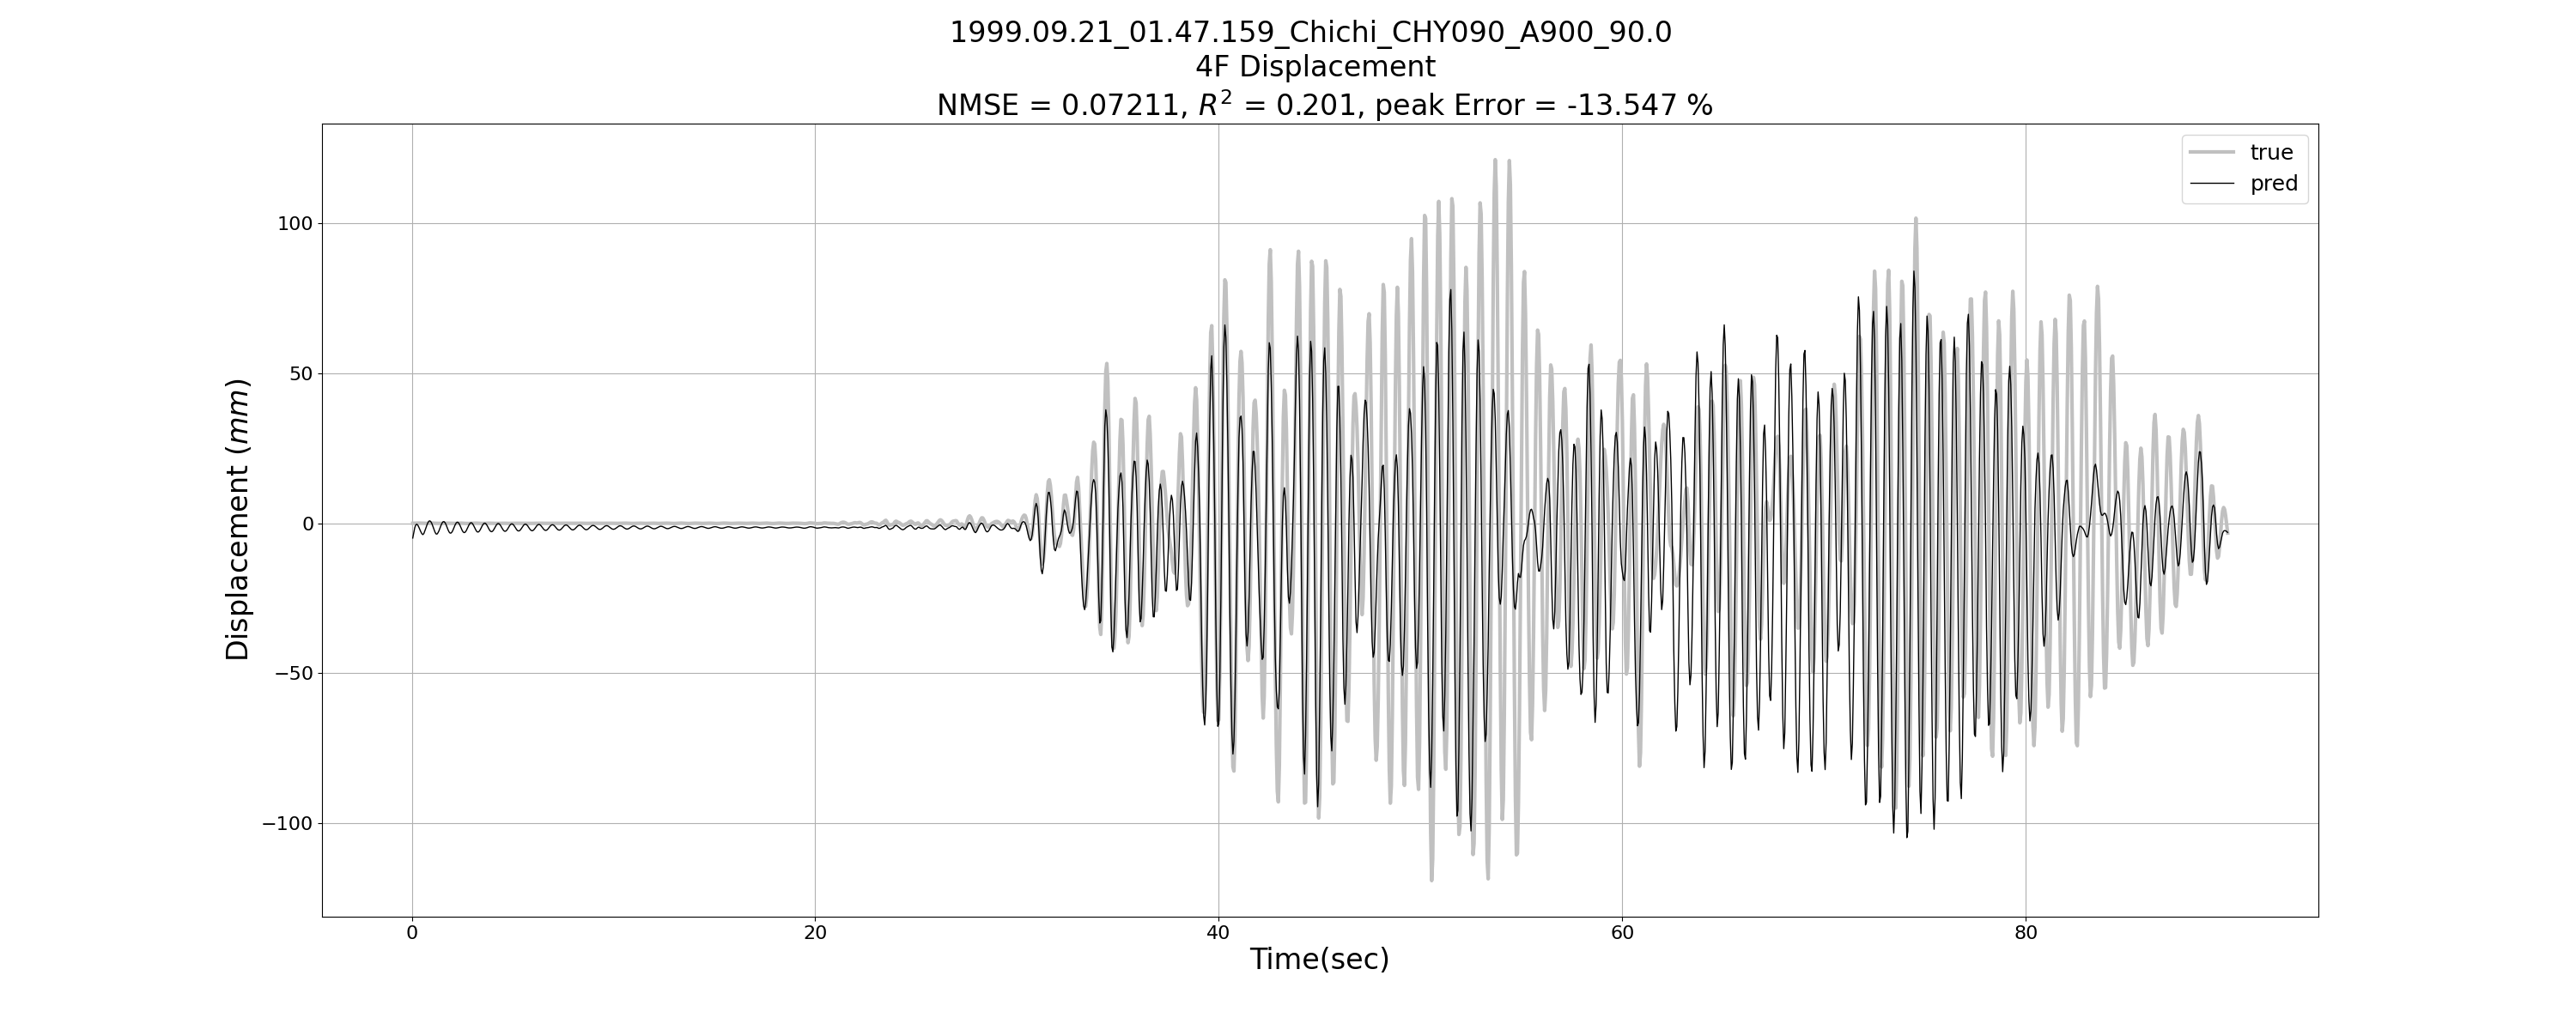 1999.09.21_01.47.159_Chichi_CHY090_A900_90.0
4F Displacement
NMSE = 0.07211, R² = 0.201, peak Error = -13.547 %
true
pred
100
50
0
−50
−100
Displacement (mm)
0 20 40 60 80
Time(sec)